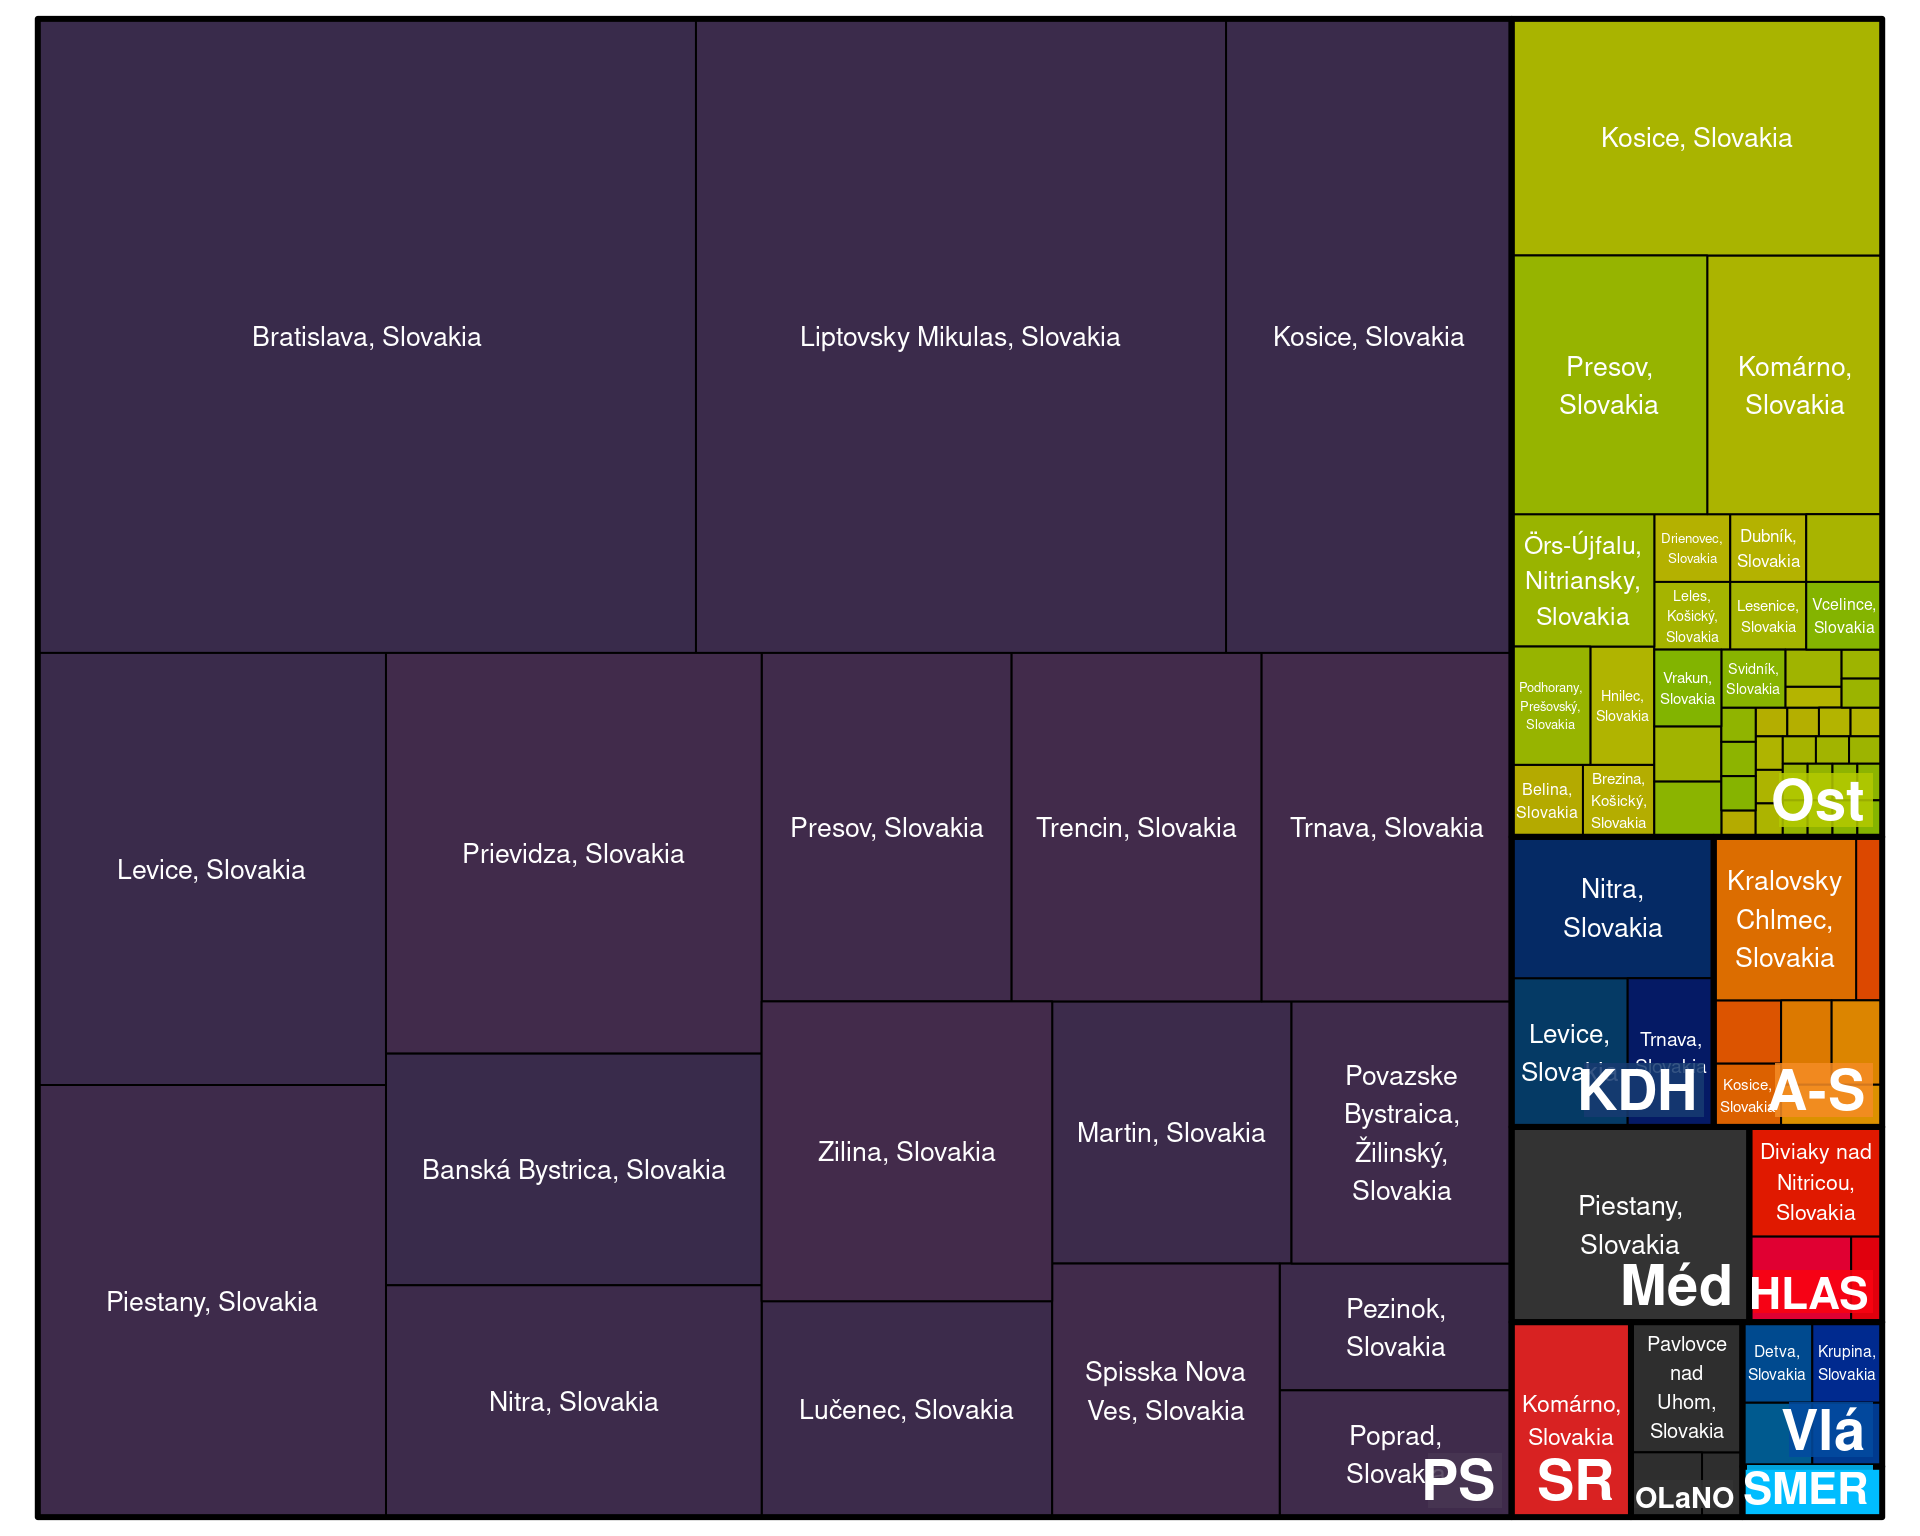 Bratislava, Slovakia
Liptovsky Mikulas, Slovakia
Kosice, Slovakia
Levice, Slovakia
Prievidza, Slovakia
Presov, Slovakia
Trencin, Slovakia
Trnava, Slovakia
Piestany, Slovakia
Banská Bystrica, Slovakia
Nitra, Slovakia
Zilina, Slovakia
Martin, Slovakia
Povazske
Bystraica,
Žilinský,
Slovakia
Lučenec, Slovakia
Spisska Nova
Ves, Slovakia
Pezinok,
Slovakia
Poprad,
Slovakia
PS
Kosice, Slovakia
Presov,
Slovakia
Komárno,
Slovakia
Örs-Újfalu,
Nitriansky,
Slovakia
Drienovec,
Slovakia
Dubník,
Slovakia
Leles,
Košický,
Slovakia
Lesenice,
Slovakia
Vcelince,
Slovakia
Podhorany,
Prešovský,
Slovakia
Hnilec,
Slovakia
Vrakun,
Slovakia
Svidník,
Slovakia
Belina,
Slovakia
Brezina,
Košický,
Slovakia
Ost
Nitra,
Slovakia
Levice,
Slovakia
Trnava,
Slovakia
KDH
Kralovsky
Chlmec,
Slovakia
Kosice,
Slovakia
A-S
Piestany,
Slovakia
Méd
Diviaky nad
Nitricou,
Slovakia
HLAS
Komárno,
Slovakia
SR
Pavlovce
nad
Uhom,
Slovakia
OLaNO
Detva,
Slovakia
Krupina,
Slovakia
Vlá
SMER